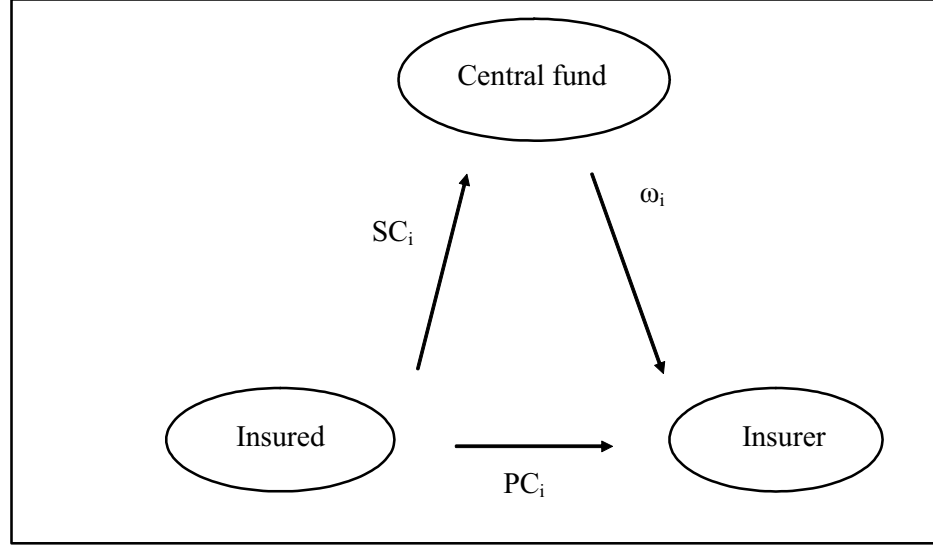 Central fund
ωᵢ
SCᵢ
Insured
Insurer
PCᵢ